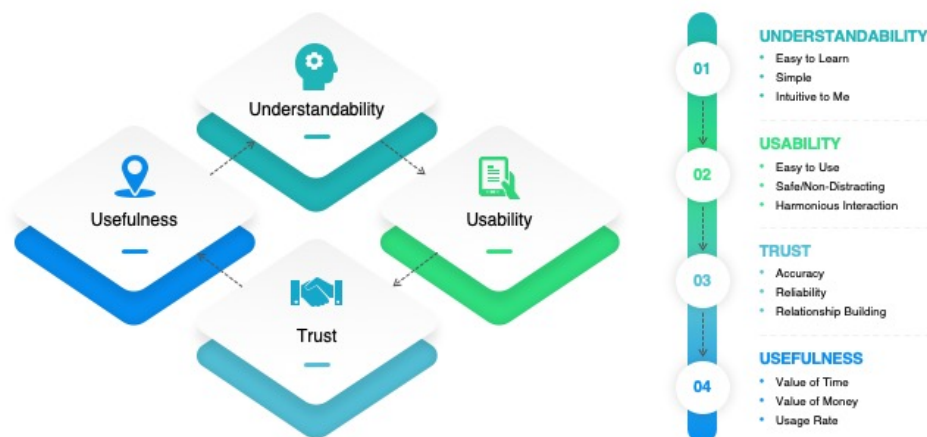 Understandability
Usefulness
Usability
Trust
01
UNDERSTANDABILITY
Easy to Learn
Simple
Intuitive to Me
02
USABILITY
Easy to Use
Safe/Non-Distracting
Harmonious Interaction
03
TRUST
Accuracy
Reliability
Relationship Building
04
USEFULNESS
Value of Time
Value of Money
Usage Rate